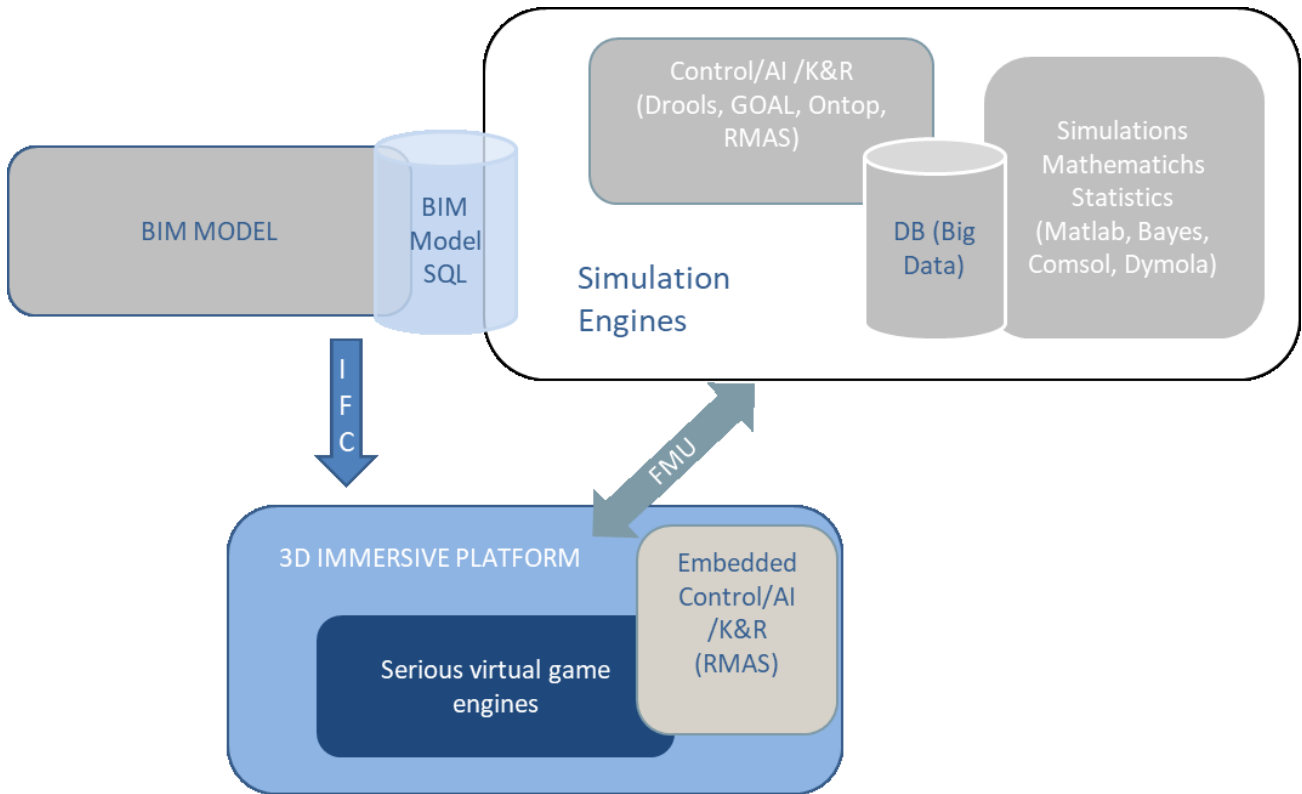 Control/AI /K&R
(Drools, GOAL, Ontop,
RMAS)
Simulations
Mathematichs
Statistics
(Matlab, Bayes,
Comsol, Dymola)
BIM MODEL
BIM
Model
SQL
DB (Big
Data)
Simulation
Engines
I
F
C
FMU
3D IMMERSIVE PLATFORM
Embedded
Control/AI
/K&R
(RMAS)
Serious virtual game
engines